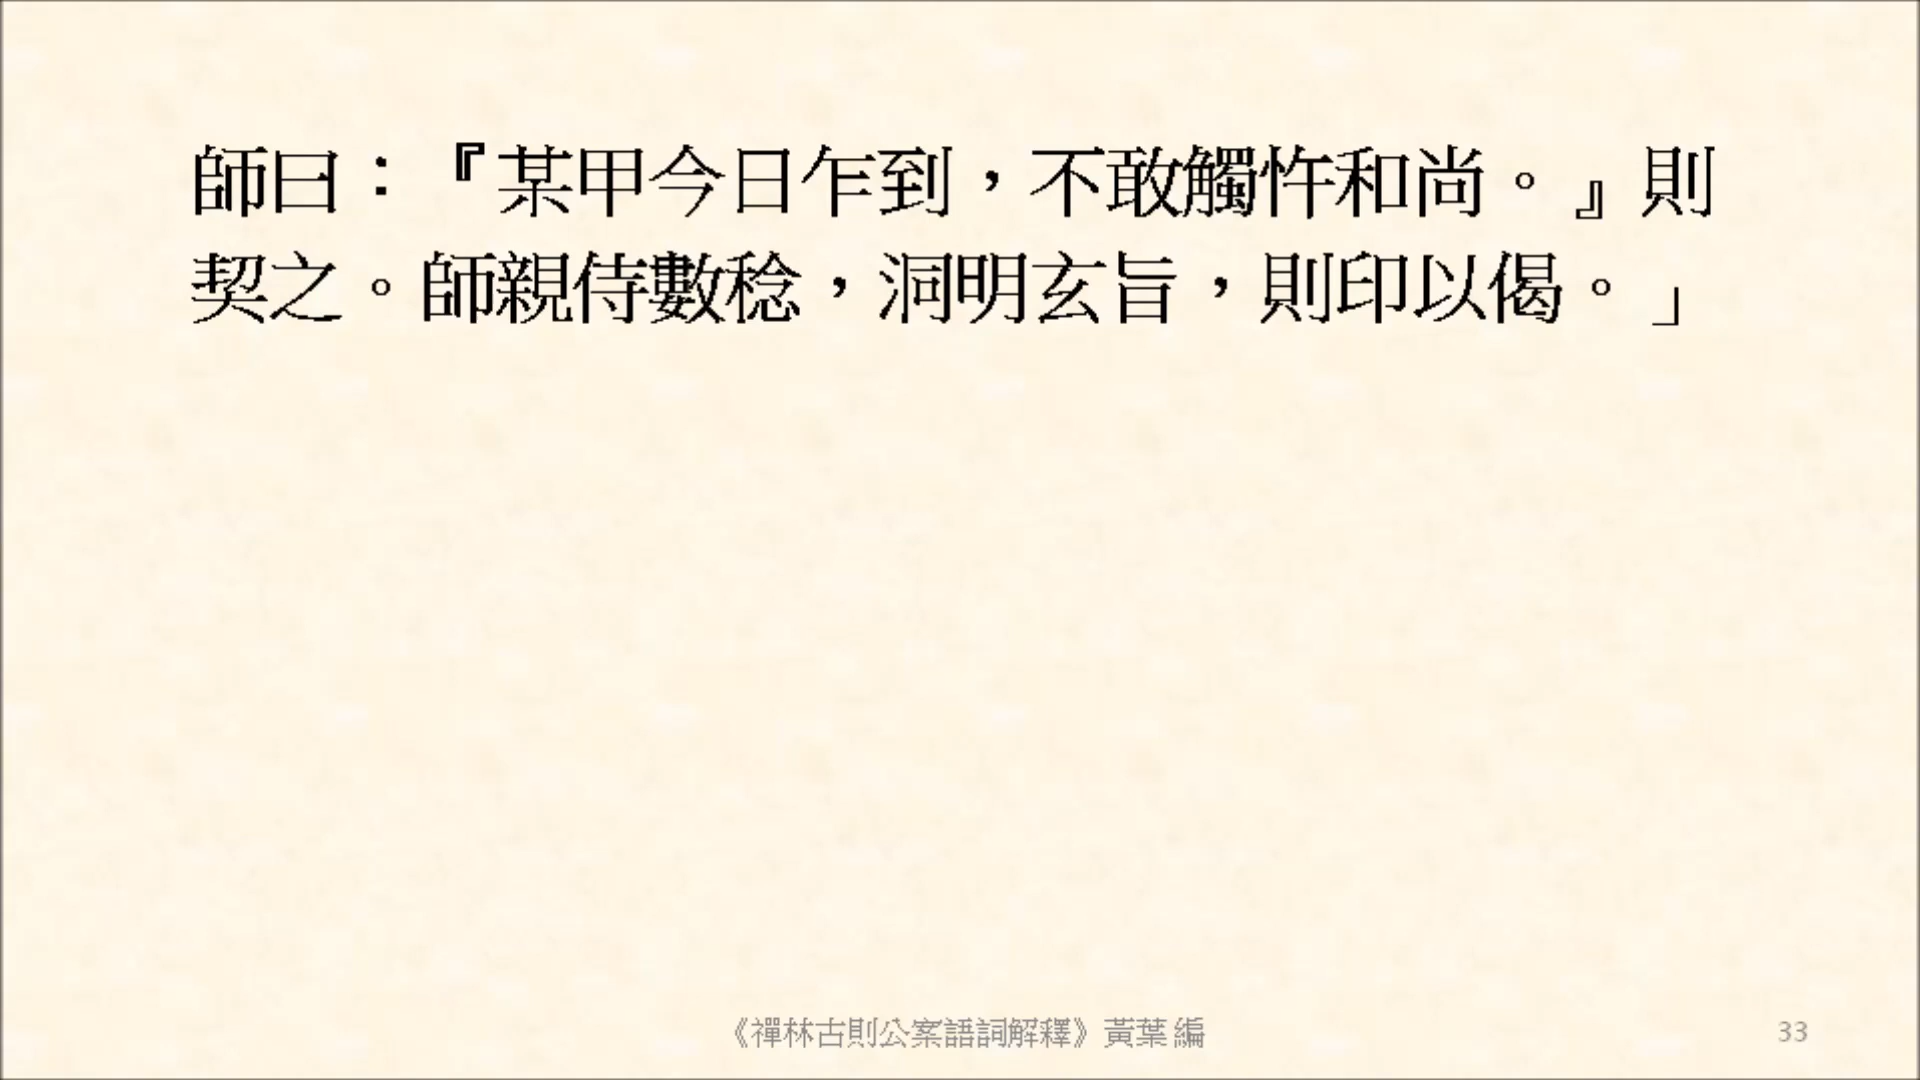 師曰：『某甲今日乍到，不敢觸忤和尚。』則
契之。師親侍數稔，洞明玄旨，則印以偈。」
《禪林古則公案語詞解釋》黃葉 編
33